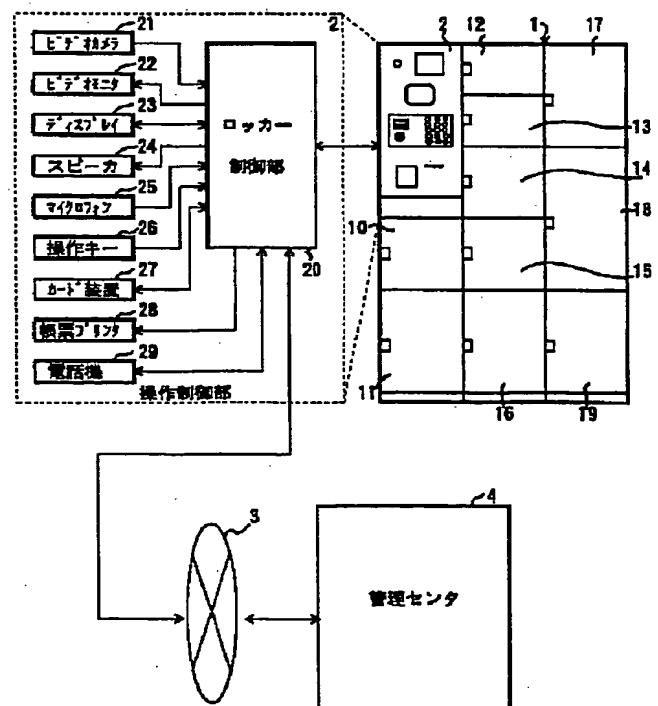 21
ビデオカメラ
22
ビデオモニタ
23
ディスプレイ
24
スピーカ
25
マイクロフォン
26
操作キー
27
カード装置
28
帳票プリンタ
29
電話機
ロッカー
制御部
20
2
操作制御部
2
12
1
17
13
14
18
10
15
11
16
19
3
4
管理センタ